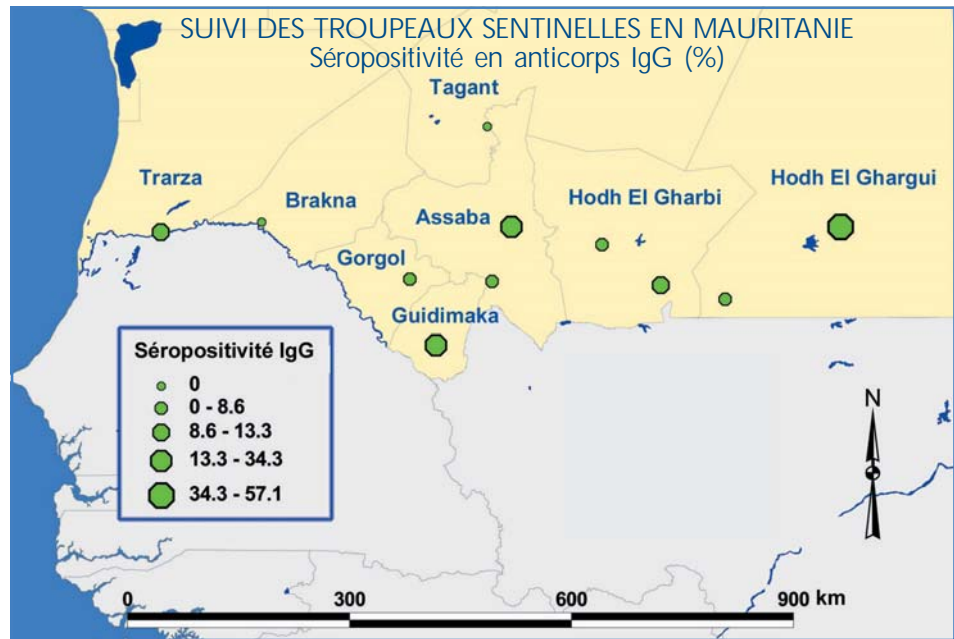 SUIVI DES TROUPEAUX SENTINELLES EN MAURITANIE
Séropositivité en anticorps IgG (%)
Tagant
Trarza
Brakna
Assaba
Hodh El Gharbi
Hodh El Ghargui
Gorgol
Guidimaka
Séropositivité IgG
0
0 - 8.6
8.6 - 13.3
13.3 - 34.3
34.3 - 57.1
N
0 300 600 900 km